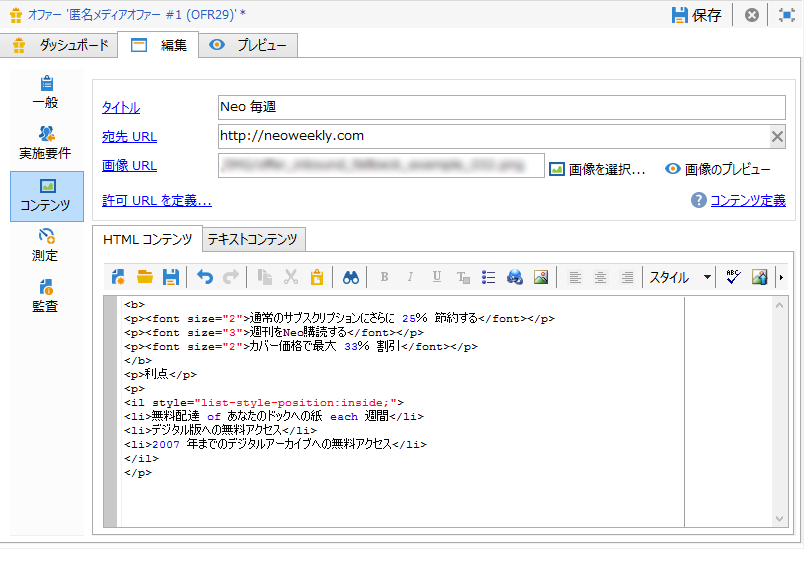 オファー '匿名メディアオファー #1 (OFR29)' *
保存
ダッシュボード 編集 プレビュー
一般
実施要件
コンテンツ
測定
監査
タイトル Neo 毎週
宛先 URL http://neoweekly.com
画像 URL 画像を選択... 画像のプレビュー
許可 URL を定義... コンテンツ定義
HTML コンテンツ テキストコンテンツ
B I U スタイル ABC
<b>
<p><font size="2">通常のサブスクリプションにさらに 25% 節約する</font></p>
<p><font size="3">週刊をNeo購読する</font></p>
<p><font size="2">カバー価格で最大 33% 割引</font></p>
</b>
<p>利点</p>
<p>
<il style="list-style-position:inside;">
<li>無料配達 of あなたのドックへの紙 each 週間</li>
<li>デジタル版への無料アクセス</li>
<li>2007 年までのデジタルアーカイブへの無料アクセス</li>
</il>
</p>